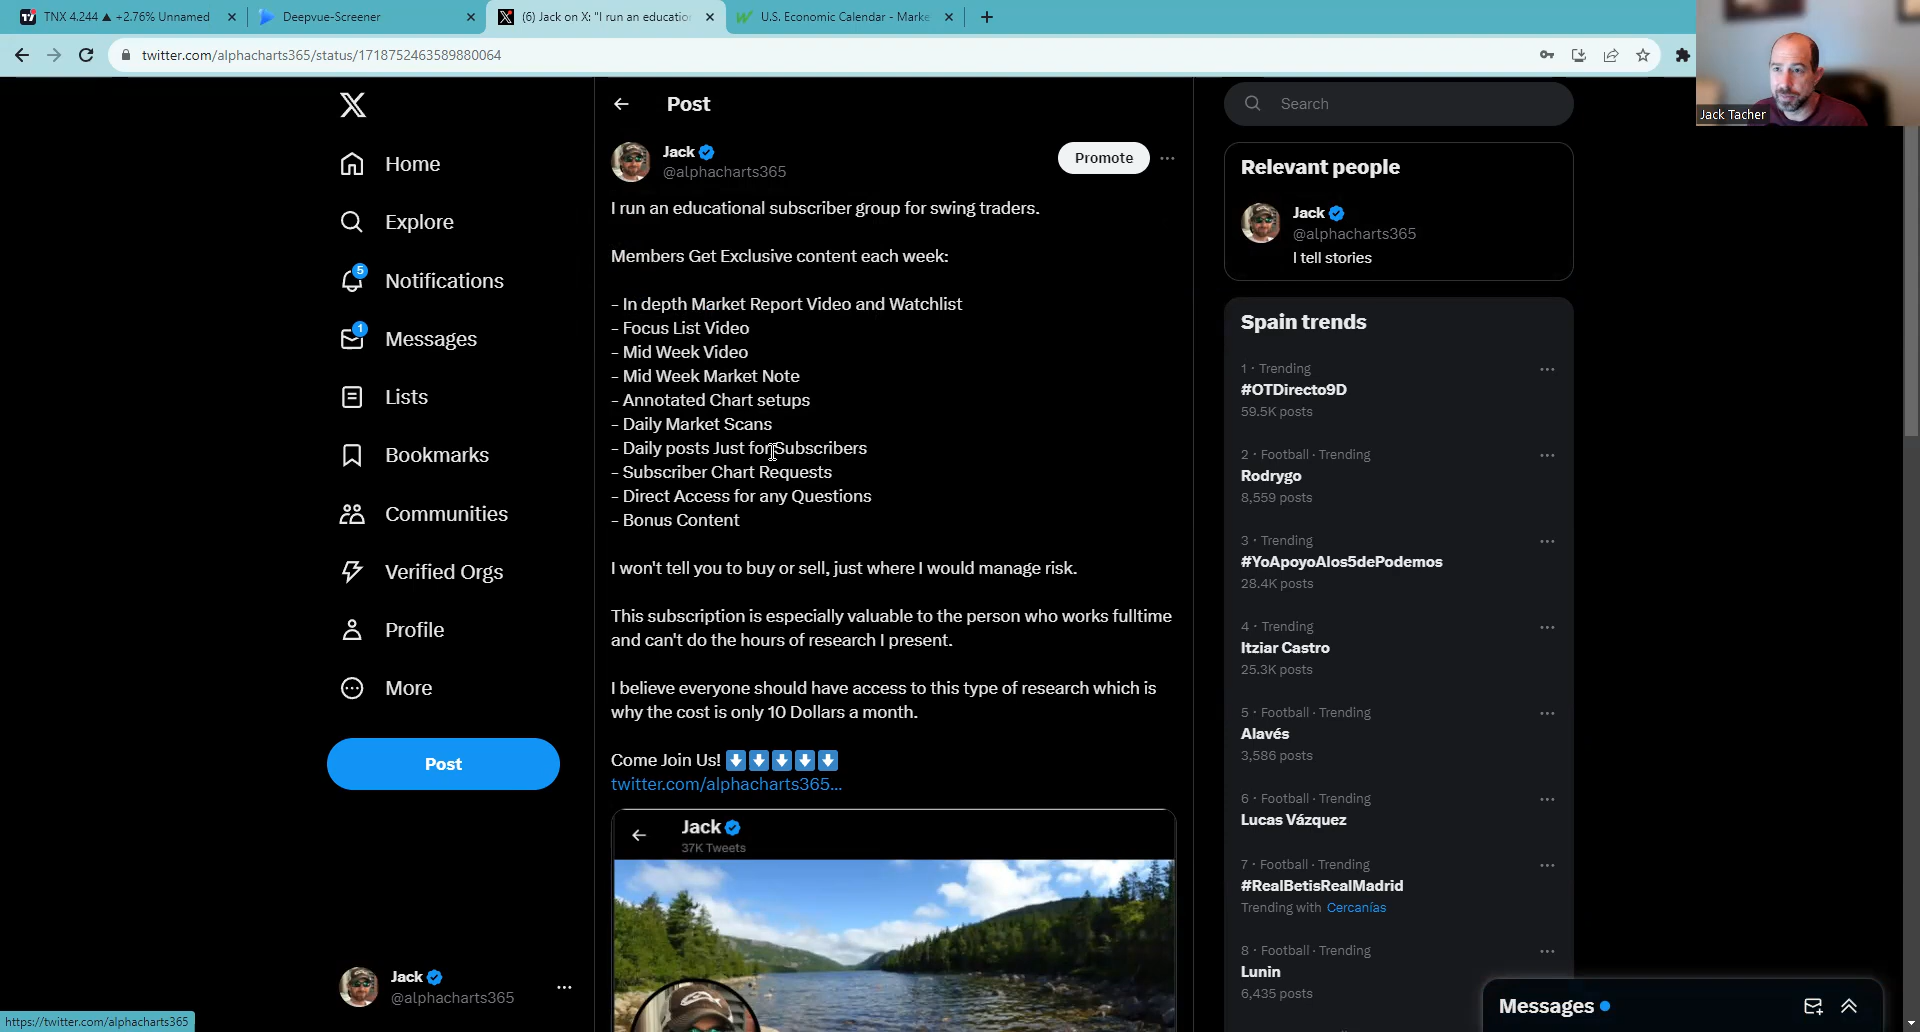 TNX 4.244 ▲ +2.76% Unnamed
Deepvue-Screener
(6) Jack on X: "I run an educatio
U.S. Economic Calendar - Marke
twitter.com/alphacharts365/status/1718752463589880064
Jack Tacher
Home
Explore
5
Notifications
1
Messages
Lists
Bookmarks
Communities
Verified Orgs
Profile
More
Post
Jack
@alphacharts365
https://twitter.com/alphacharts365
Post
Jack
@alphacharts365
Promote
I run an educational subscriber group for swing traders.
Members Get Exclusive content each week:
- In depth Market Report Video and Watchlist
- Focus List Video
- Mid Week Video
- Mid Week Market Note
- Annotated Chart setups
- Daily Market Scans
- Daily posts Just for Subscribers
- Subscriber Chart Requests
- Direct Access for any Questions
- Bonus Content
I won't tell you to buy or sell, just where I would manage risk.
This subscription is especially valuable to the person who works fulltime
and can't do the hours of research I present.
I believe everyone should have access to this type of research which is
why the cost is only 10 Dollars a month.
Come Join Us! ⬇⬇⬇⬇⬇
twitter.com/alphacharts365...
Jack
37K Tweets
Search
Relevant people
Jack
@alphacharts365
I tell stories
Spain trends
1 · Trending
#OTDirecto9D
59.5K posts
2 · Football · Trending
Rodrygo
8,559 posts
3 · Trending
#YoApoyoAlos5dePodemos
28.4K posts
4 · Trending
Itziar Castro
25.3K posts
5 · Football · Trending
Alavés
3,586 posts
6 · Football · Trending
Lucas Vázquez
7 · Football · Trending
#RealBetisRealMadrid
Trending with Cercanías
8 · Football · Trending
Lunin
6,435 posts
Messages